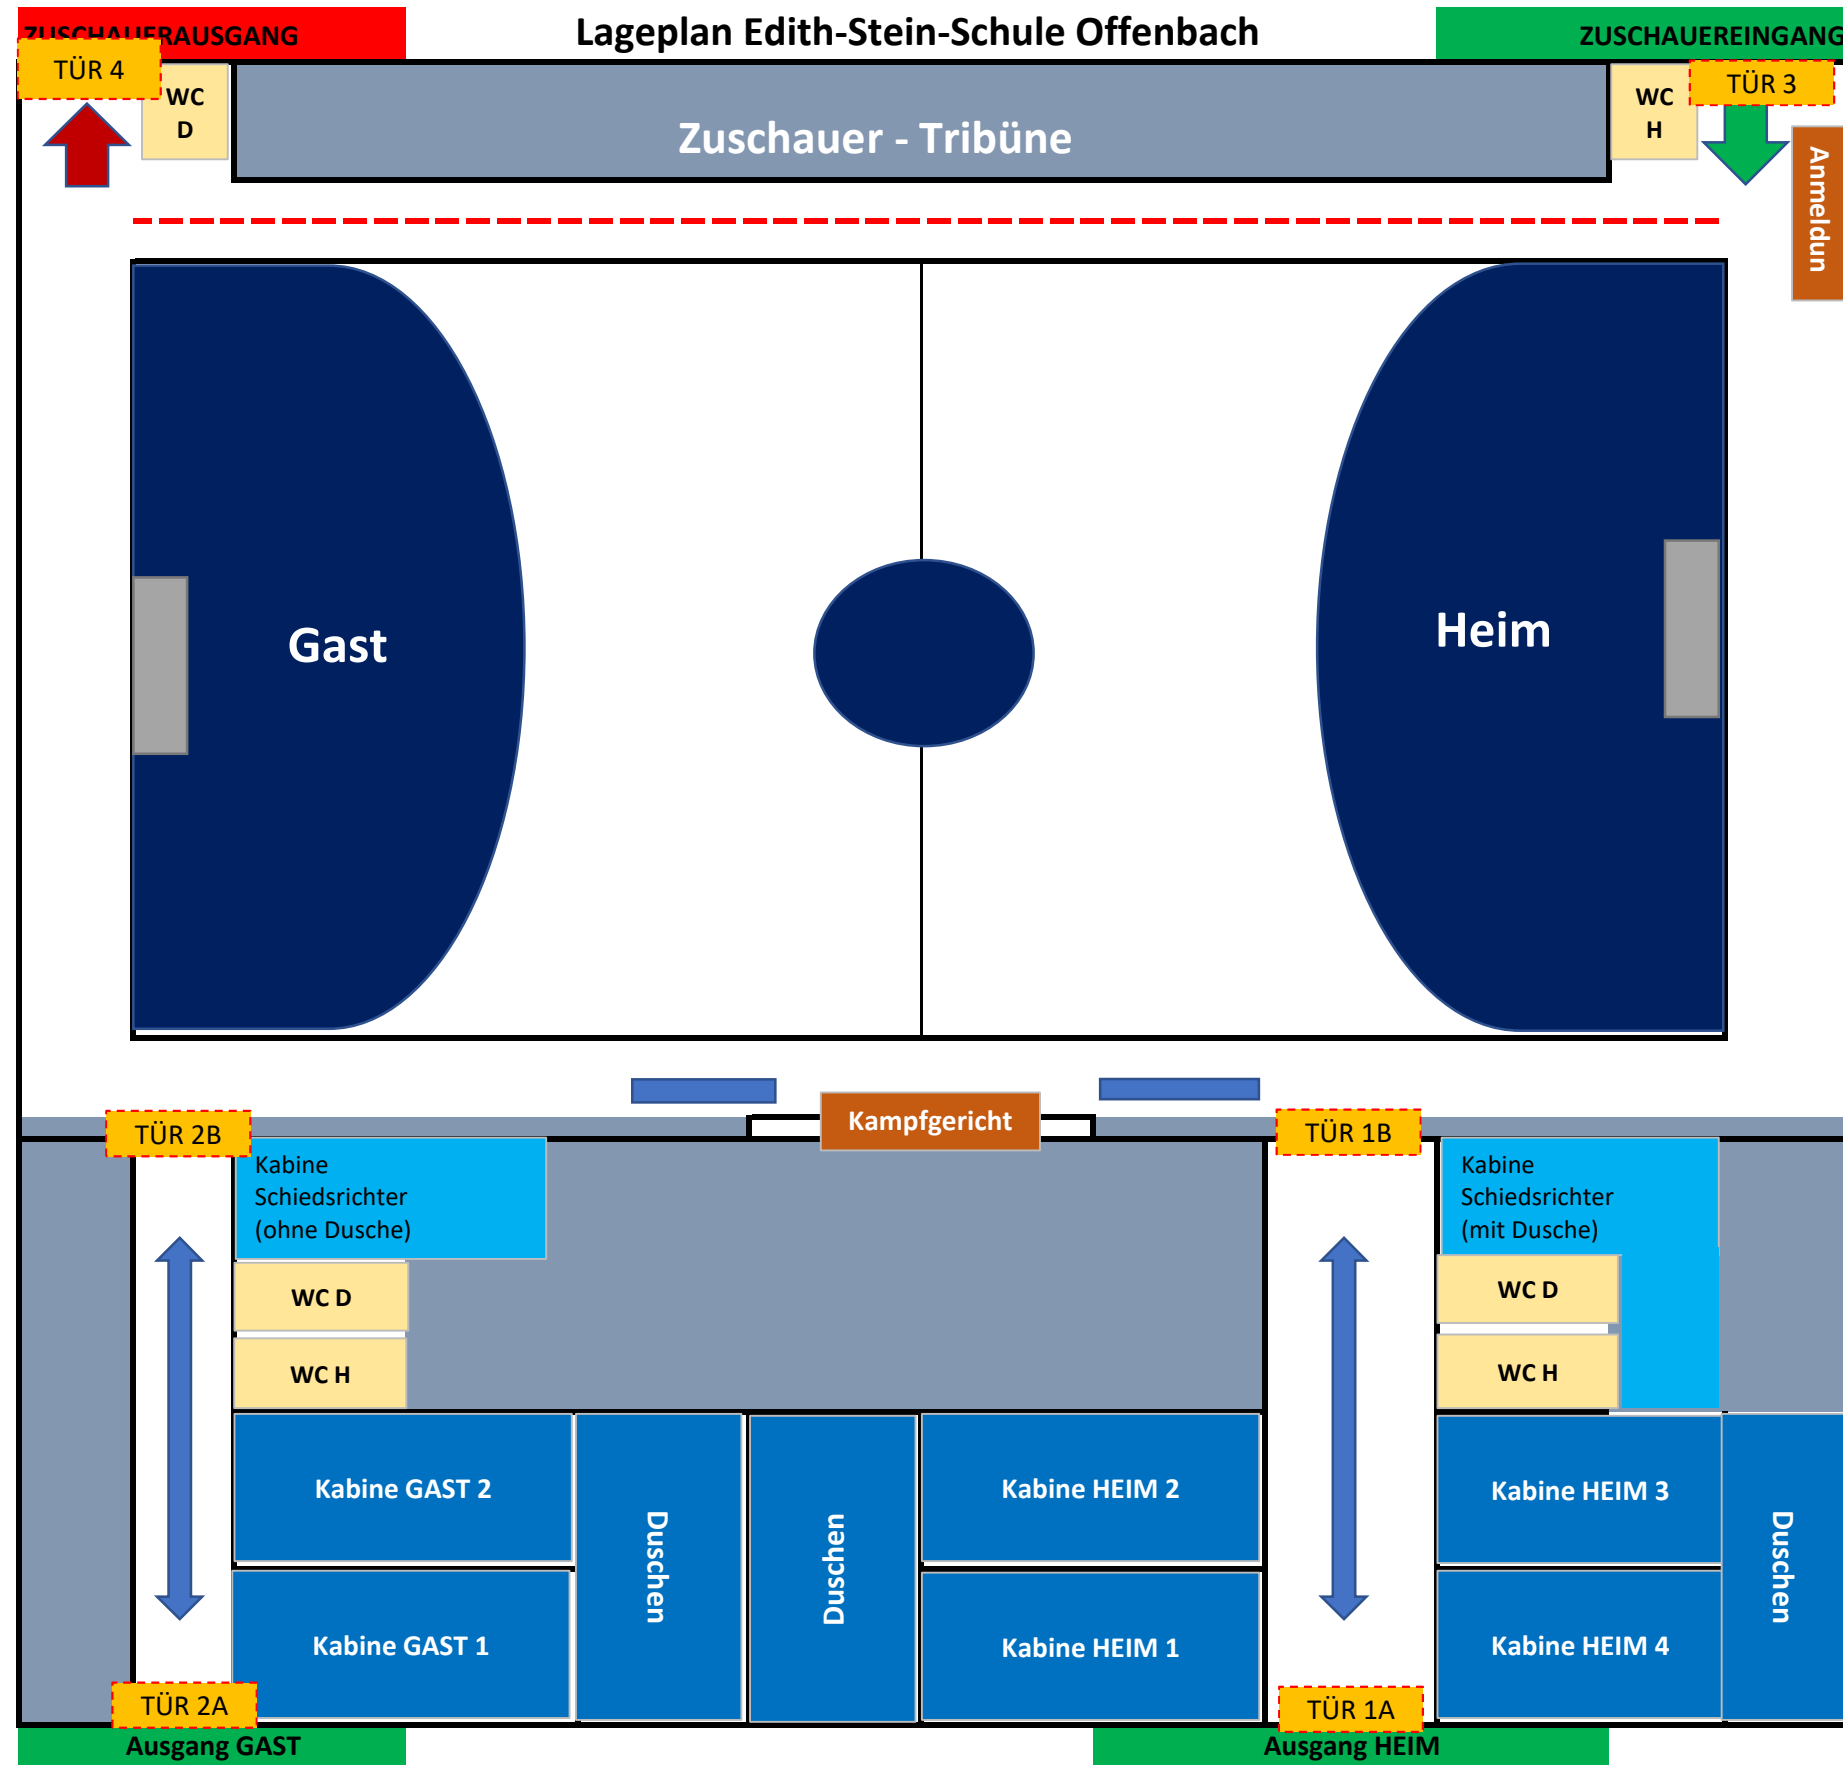 ZUSCHAUERAUSGANG
Lageplan Edith-Stein-Schule Offenbach
ZUSCHAUEREINGANG
TÜR 4
WC
D
Zuschauer - Tribüne
WC
H
TÜR 3
Anmeldun
Gast
Heim
Kampfgericht
TÜR 2B
TÜR 1B
Kabine
Schiedsrichter
(ohne Dusche)
Kabine
Schiedsrichter
(mit Dusche)
WC D
WC D
WC H
WC H
Kabine GAST 2
Duschen
Duschen
Kabine HEIM 2
Kabine HEIM 3
Duschen
Kabine GAST 1
Kabine HEIM 1
Kabine HEIM 4
TÜR 2A
TÜR 1A
Ausgang GAST
Ausgang HEIM